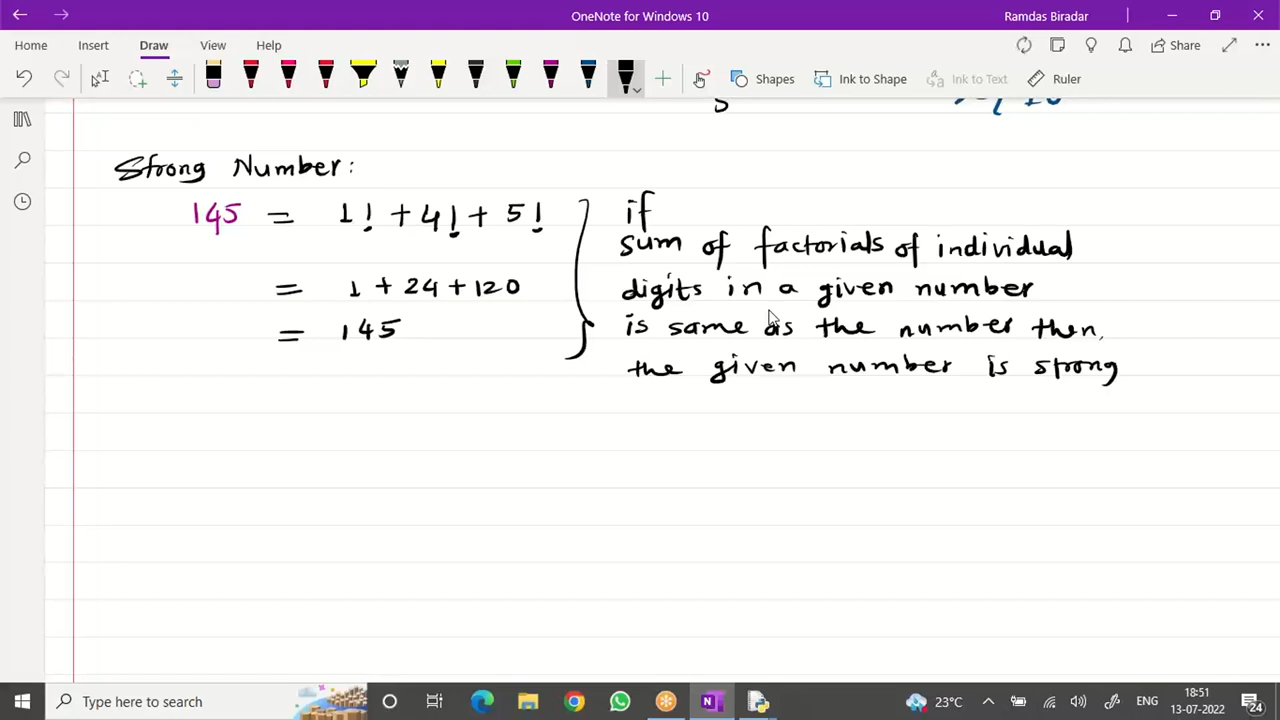 OneNote for Windows 10
Ramdas Biradar
Home Insert Draw View Help
Share
Shapes Ink to Shape Ink to Text Ruler
Strong Number:
145 = 1! + 4! + 5!
= 1 + 24 + 120
= 145
if
sum of factorials of individual
digits in a given number
is same as the number then,
the given number is strong
Type here to search
23°C
ENG
18:51
13-07-2022
24